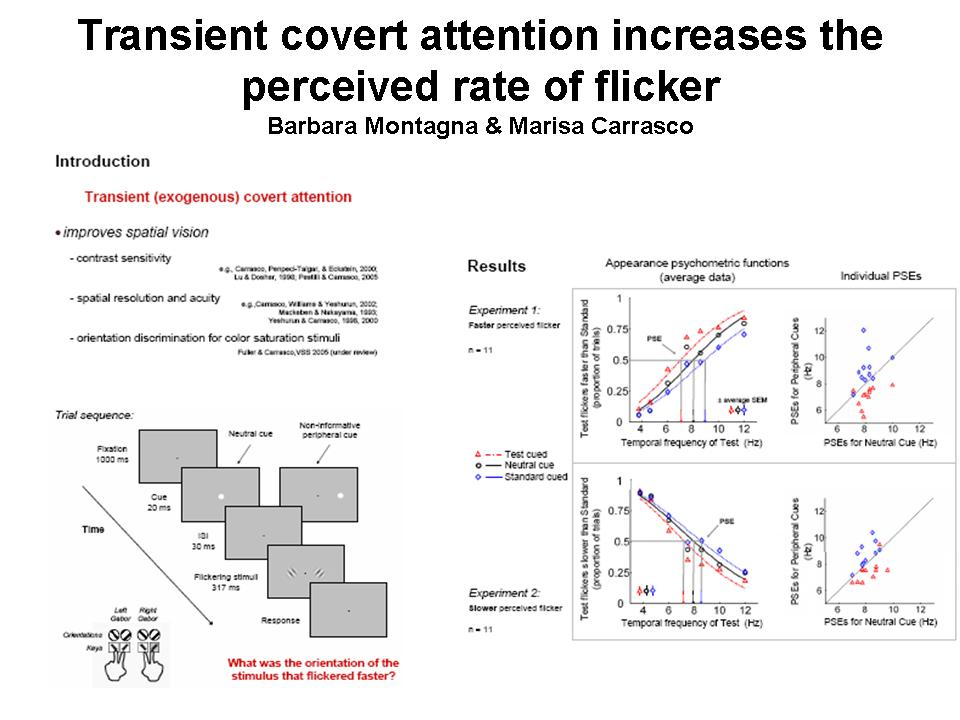 Transient covert attention increases the
perceived rate of flicker
Barbara Montagna & Marisa Carrasco
Introduction
Transient (exogenous) covert attention
• improves spatial vision
- contrast sensitivity
e.g., Carrasco, Penpeci-Talgar, & Eckstein, 2000;
Lu & Dosher, 1998; Pestilli & Carrasco, 2005
- spatial resolution and acuity
e.g.,Carrasco, Williams & Yeshurun, 2002;
Mackeben & Nakayama, 1993;
Yeshurun & Carrasco, 1998, 2000
- orientation discrimination for color saturation stimuli
Fuller & Carrasco,VSS 2005 (under review)
Trial sequence:
Neutral cue
Non-informative
peripheral cue
Fixation
1000 ms
Cue
20 ms
Time
ISI
30 ms
Flickering stimuli
317 ms
Response
Left
Gabor
Right
Gabor
Orientations
Keys
What was the orientation of the
stimulus that flickered faster?
Results
Appearance psychometric functions
(average data)
Individual PSEs
Experiment 1:
Faster perceived flicker
n = 11
Test flickers faster than Standard
(proportion of trials)
1
0.75
0.5
0.25
0
PSE
± average SEM
4 6 8 10 12
Temporal frequency of Test (Hz)
PSEs for Peripheral Cues
(Hz)
12
10
8
6
6 8 10 12
PSEs for Neutral Cue (Hz)
Test cued
Neutral cue
Standard cued
Experiment 2:
Slower perceived flicker
n = 11
Test flickers slower than Standard
(proportion of trials)
1
0.75
0.5
0.25
0
PSE
4 6 8 10 12
Temporal frequency of Test (Hz)
PSEs for Peripheral Cues
(Hz)
12
10
8
6
6 8 10 12
PSEs for Neutral Cue (Hz)